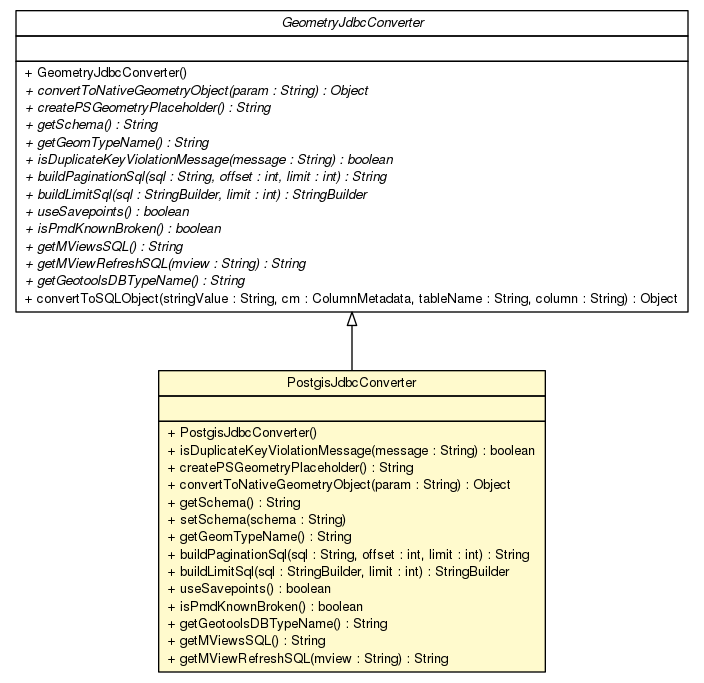 GeometryJdbcConverter
+ GeometryJdbcConverter()
+ convertToNativeGeometryObject(param : String) : Object
+ createPSGeometryPlaceholder() : String
+ getSchema() : String
+ getGeomTypeName() : String
+ isDuplicateKeyViolationMessage(message : String) : boolean
+ buildPaginationSql(sql : String, offset : int, limit : int) : String
+ buildLimitSql(sql : StringBuilder, limit : int) : StringBuilder
+ useSavepoints() : boolean
+ isPmdKnownBroken() : boolean
+ getMViewsSQL() : String
+ getMViewRefreshSQL(mview : String) : String
+ getGeotoolsDBTypeName() : String
+ convertToSQLObject(stringValue : String, cm : ColumnMetadata, tableName : String, column : String) : Object
PostgisJdbcConverter
+ PostgisJdbcConverter()
+ isDuplicateKeyViolationMessage(message : String) : boolean
+ createPSGeometryPlaceholder() : String
+ convertToNativeGeometryObject(param : String) : Object
+ getSchema() : String
+ setSchema(schema : String)
+ getGeomTypeName() : String
+ buildPaginationSql(sql : String, offset : int, limit : int) : String
+ buildLimitSql(sql : StringBuilder, limit : int) : StringBuilder
+ useSavepoints() : boolean
+ isPmdKnownBroken() : boolean
+ getGeotoolsDBTypeName() : String
+ getMViewsSQL() : String
+ getMViewRefreshSQL(mview : String) : String